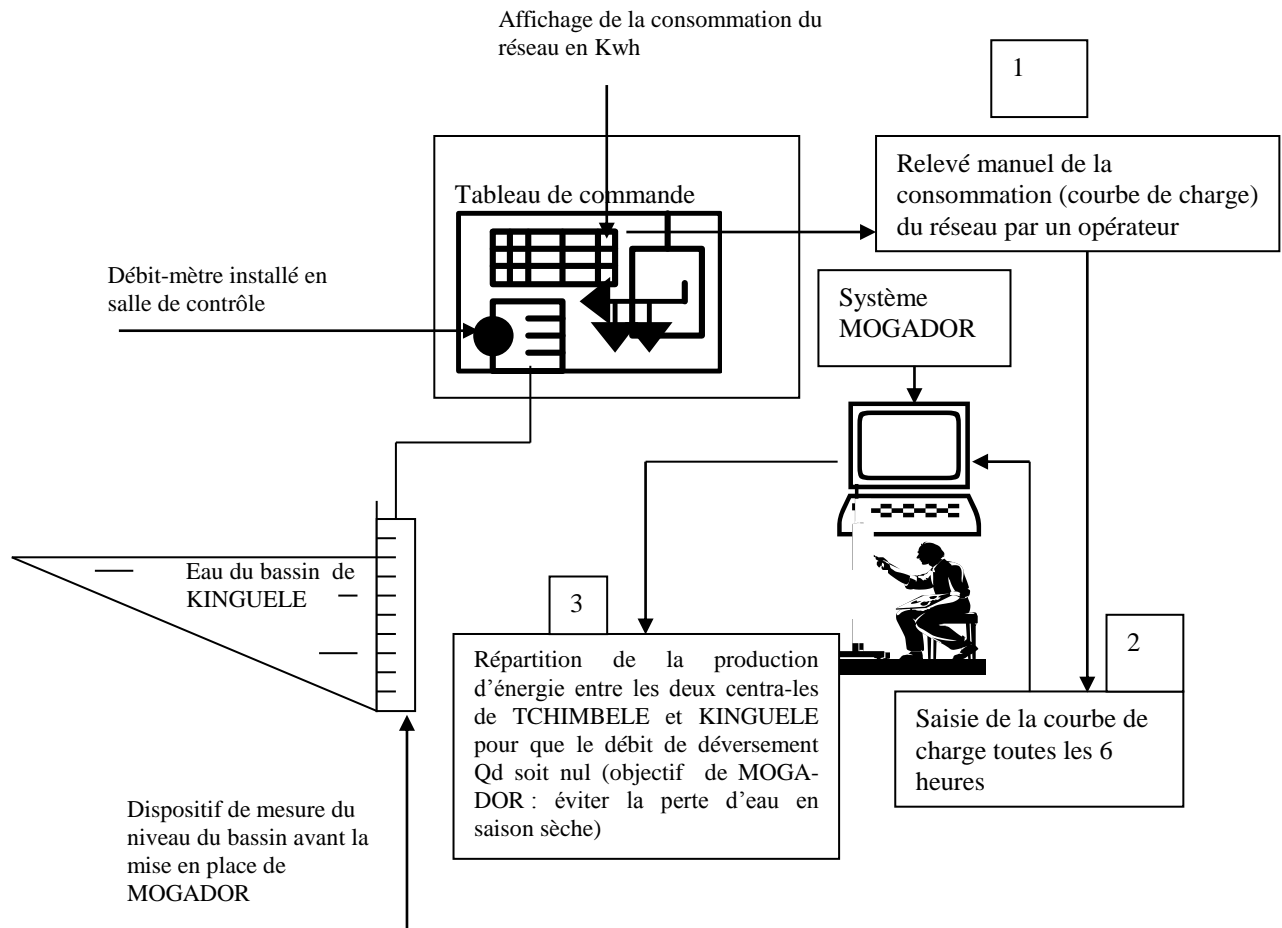 Affichage de la consommation du
réseau en Kwh
1
Relevé manuel de la
consommation (courbe de charge)
du réseau par un opérateur
Tableau de commande
Débit-mètre installé en
salle de contrôle
Système
MOGADOR
Eau du bassin de
KINGUELE
3
Répartition de la production
d’énergie entre les deux centra-les
de TCHIMBELE et KINGUELE
pour que le débit de déversement
Qd soit nul (objectif de MOGA-
DOR : éviter la perte d’eau en
saison sèche)
2
Saisie de la courbe de
charge toutes les 6
heures
Dispositif de mesure du
niveau du bassin avant la
mise en place de
MOGADOR